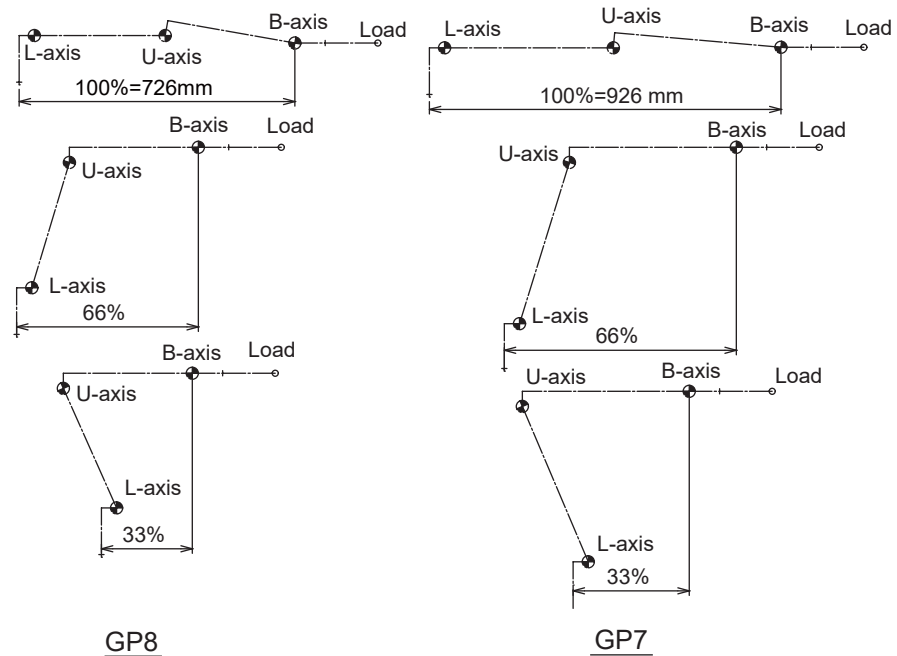 B-axis
Load
L-axis
U-axis
100%=726mm
B-axis
Load
U-axis
L-axis
66%
B-axis
Load
U-axis
L-axis
33%
GP8
U-axis
B-axis
Load
L-axis
100%=926 mm
B-axis
Load
U-axis
L-axis
66%
U-axis
B-axis
Load
L-axis
33%
GP7